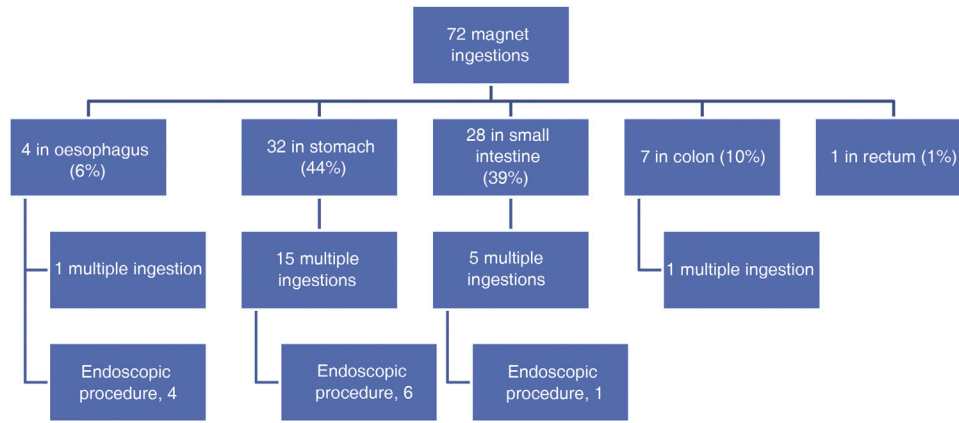 72 magnet
ingestions
4 in oesophagus
(6%)
32 in stomach
(44%)
28 in small
intestine
(39%)
7 in colon (10%)
1 in rectum (1%)
1 multiple ingestion
15 multiple
ingestions
5 multiple
ingestions
1 multiple ingestion
Endoscopic
procedure, 4
Endoscopic
procedure, 6
Endoscopic
procedure, 1